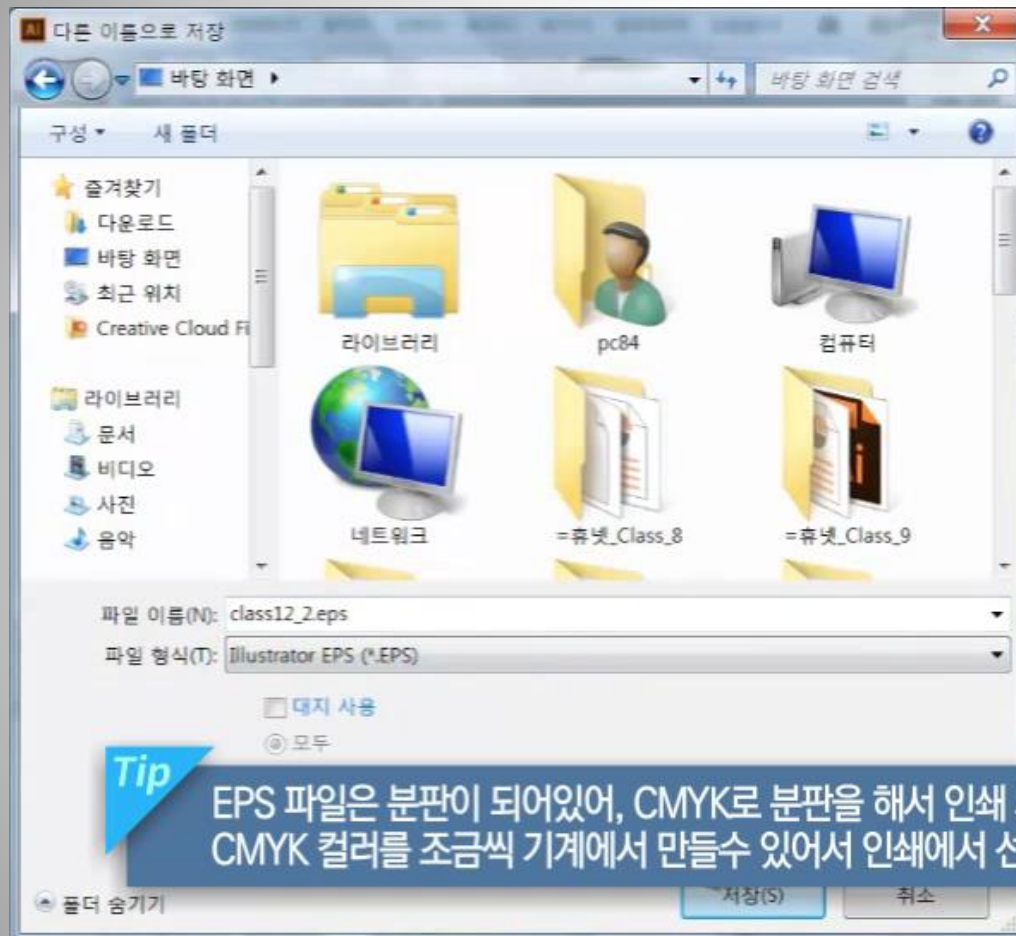 Ai 다른 이름으로 저장
바탕 화면
바탕 화면 검색
구성 새 폴더
즐겨찾기
다운로드
바탕 화면
최근 위치
Creative Cloud Fi
라이브러리
문서
비디오
사진
음악
라이브러리 pc84 컴퓨터
네트워크 =휴넷_Class_8 =휴넷_Class_9
파일 이름(N): class12_2.eps
파일 형식(T): Illustrator EPS (*.EPS)
대지 사용
모두
Tip
EPS 파일은 분판이 되어있어, CMYK로 분판을 해서 인쇄
CMYK 컬러를 조금씩 기계에서 만들수 있어서 인쇄에서
폴더 숨기기 저장(S) 취소